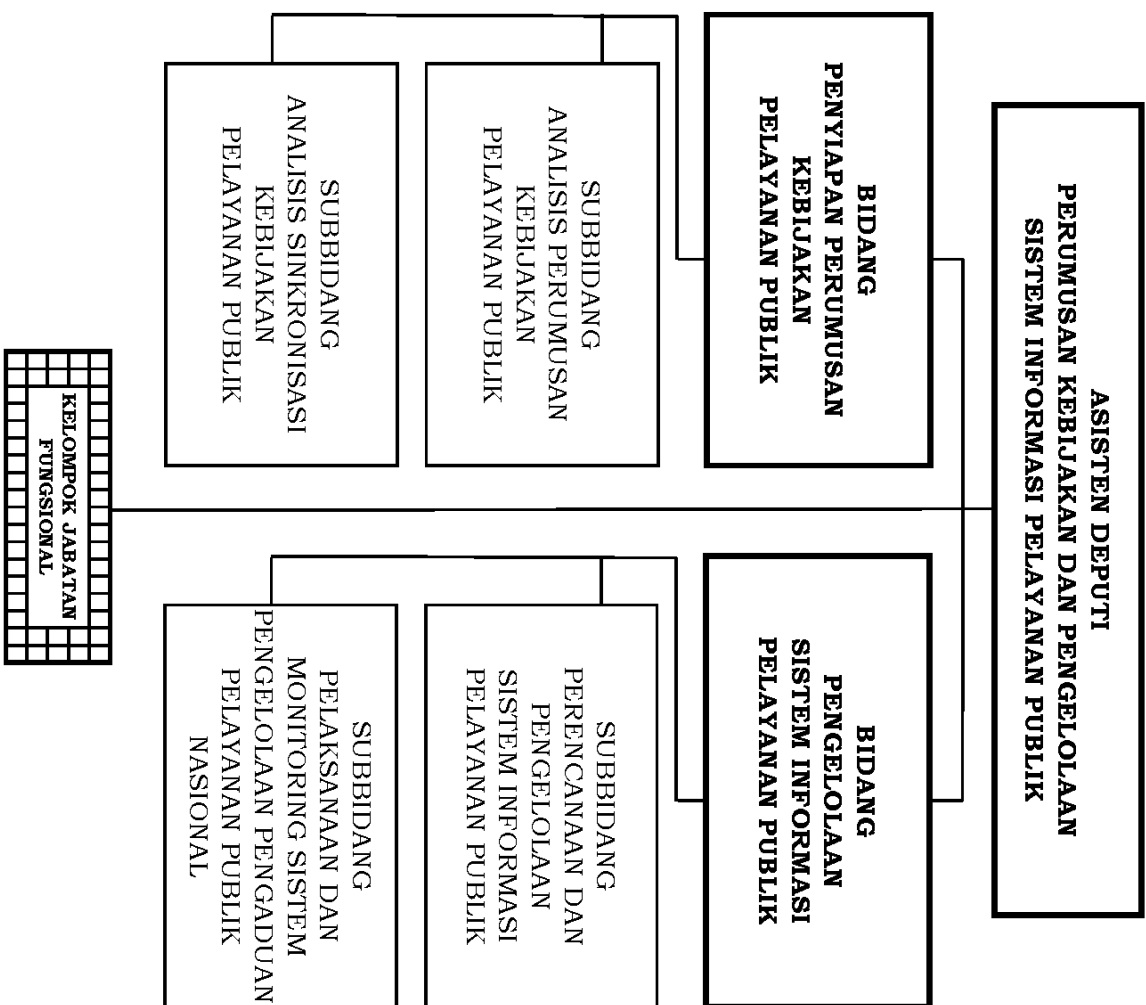 ASISTEN DEPUTI
PERUMUSAN KEBIJAKAN DAN PENGELOLAAN
SISTEM INFORMASI PELAYANAN PUBLIK
BIDANG
PENYIAPAN PERUMUSAN
KEBIJAKAN
PELAYANAN PUBLIK
BIDANG
PENGELOLAAN
SISTEM INFORMASI
PELAYANAN PUBLIK
SUBBIDANG
ANALISIS PERUMUSAN
KEBIJAKAN
PELAYANAN PUBLIK
SUBBIDANG
PERENCANAAN DAN
PENGELOLAAN
SISTEM INFORMASI
PELAYANAN PUBLIK
SUBBIDANG
ANALISIS SINKRONISASI
KEBIJAKAN
PELAYANAN PUBLIK
SUBBIDANG
PELAKSANAAN DAN
MONITORING SISTEM
PENGELOLAAN PENGADUAN
PELAYANAN PUBLIK
NASIONAL
KELOMPOK JABATAN
FUNGSIONAL